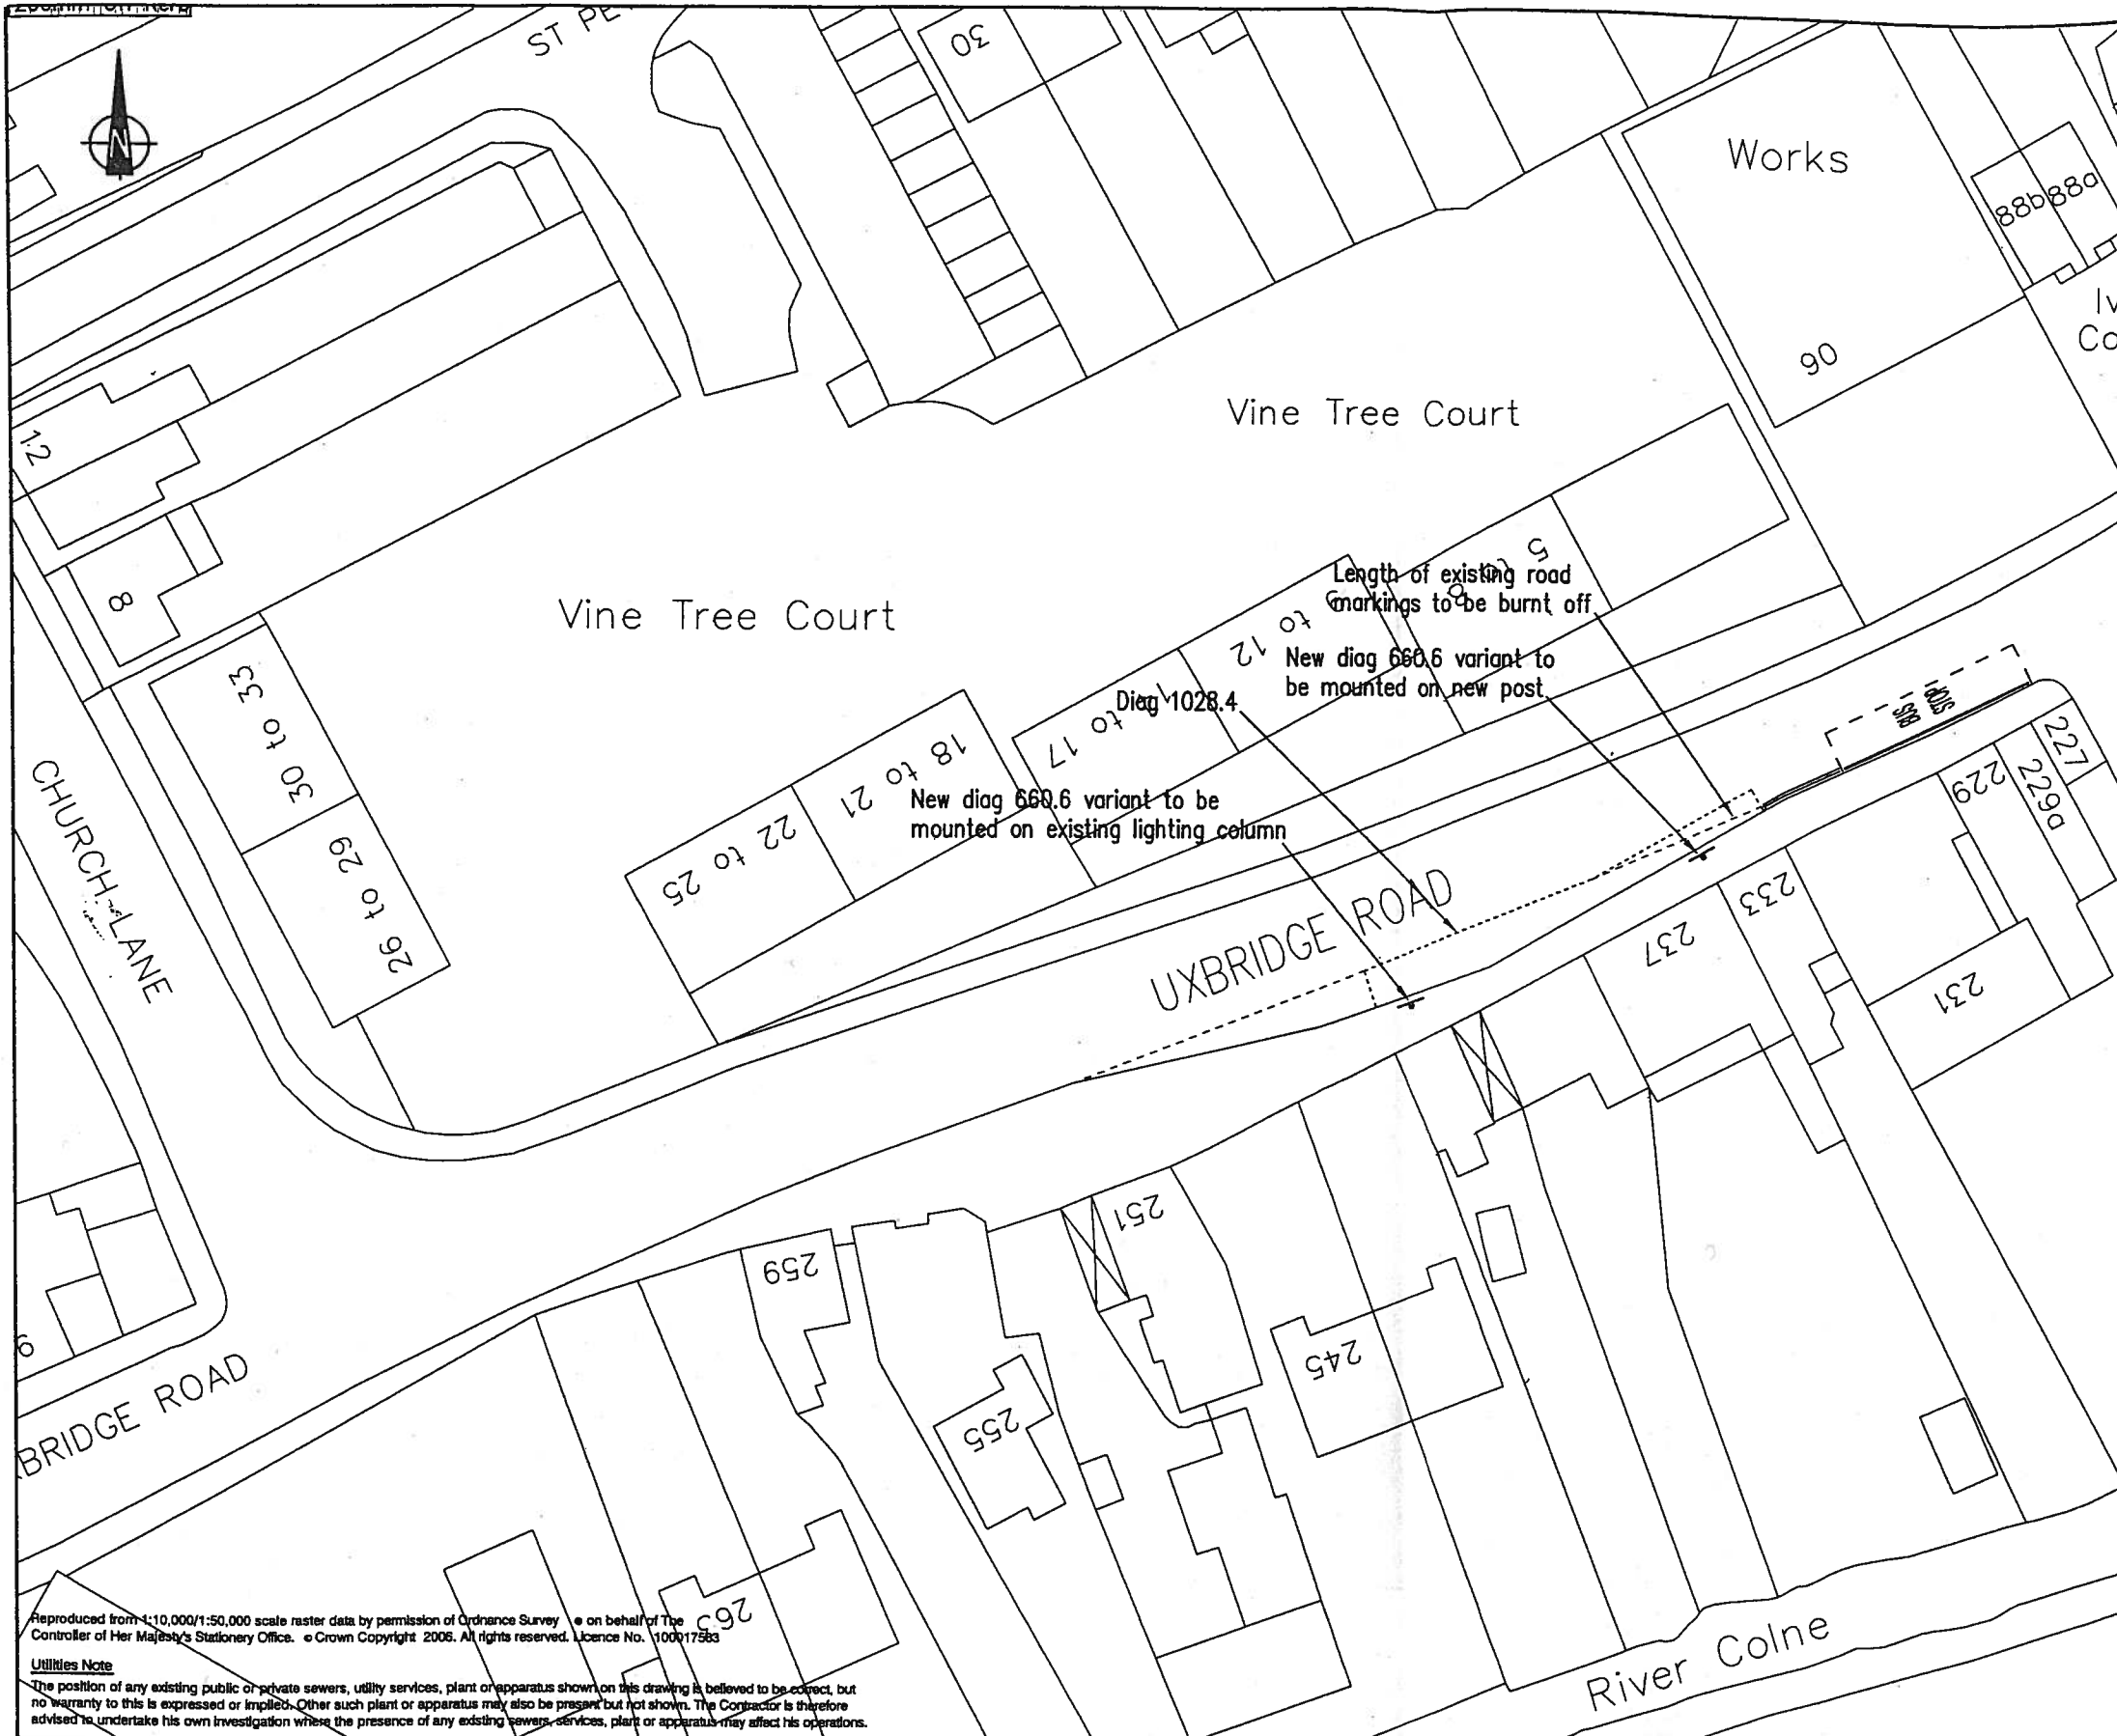 ST PE
30
N
Works
88b
88a
90
Co
Vine Tree Court
12
8
Vine Tree Court
Length of existing road
markings to be burnt off
5 to 8
9 to 12
New diag 660.6 variant to
be mounted on new post
Diag 1028.4
to 17
30 to 33
18 to 21
22 to 25
26 to 29
New diag 660.6 variant to be
mounted on existing lighting column
CHURCH LANE
UXBRIDGE ROAD
BUS
STOP
227
229a
229
233
237
231
251
259
245
255
BRIDGE ROAD
263
River Colne
Reproduced from 1:10,000/1:50,000 scale raster data by permission of Ordnance Survey on behalf of The
Controller of Her Majesty's Stationery Office. © Crown Copyright 2006. All rights reserved. Licence No. 100017583
Utilities Note
The position of any existing public or private sewers, utility services, plant or apparatus shown on this drawing is believed to be correct, but
no warranty to this is expressed or implied. Other such plant or apparatus may also be present but not shown. The Contractor is therefore
advised to undertake his own investigation where the presence of any existing sewers, services, plant or apparatus may affect his operations.